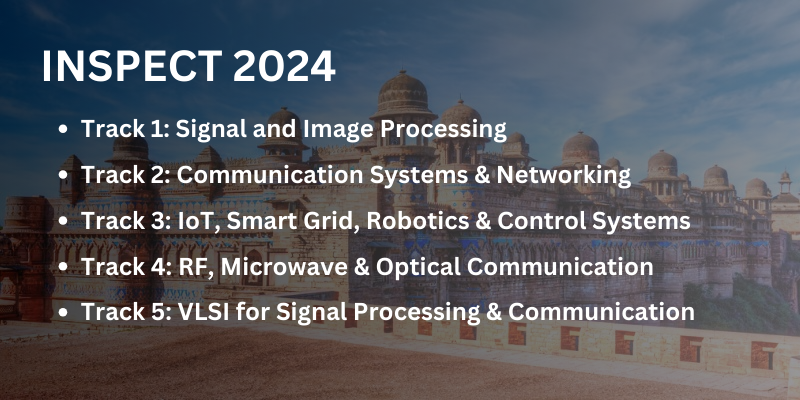 INSPECT 2024
• Track 1: Signal and Image Processing
• Track 2: Communication Systems & Networking
• Track 3: IoT, Smart Grid, Robotics & Control Systems
• Track 4: RF, Microwave & Optical Communication
• Track 5: VLSI for Signal Processing & Communication